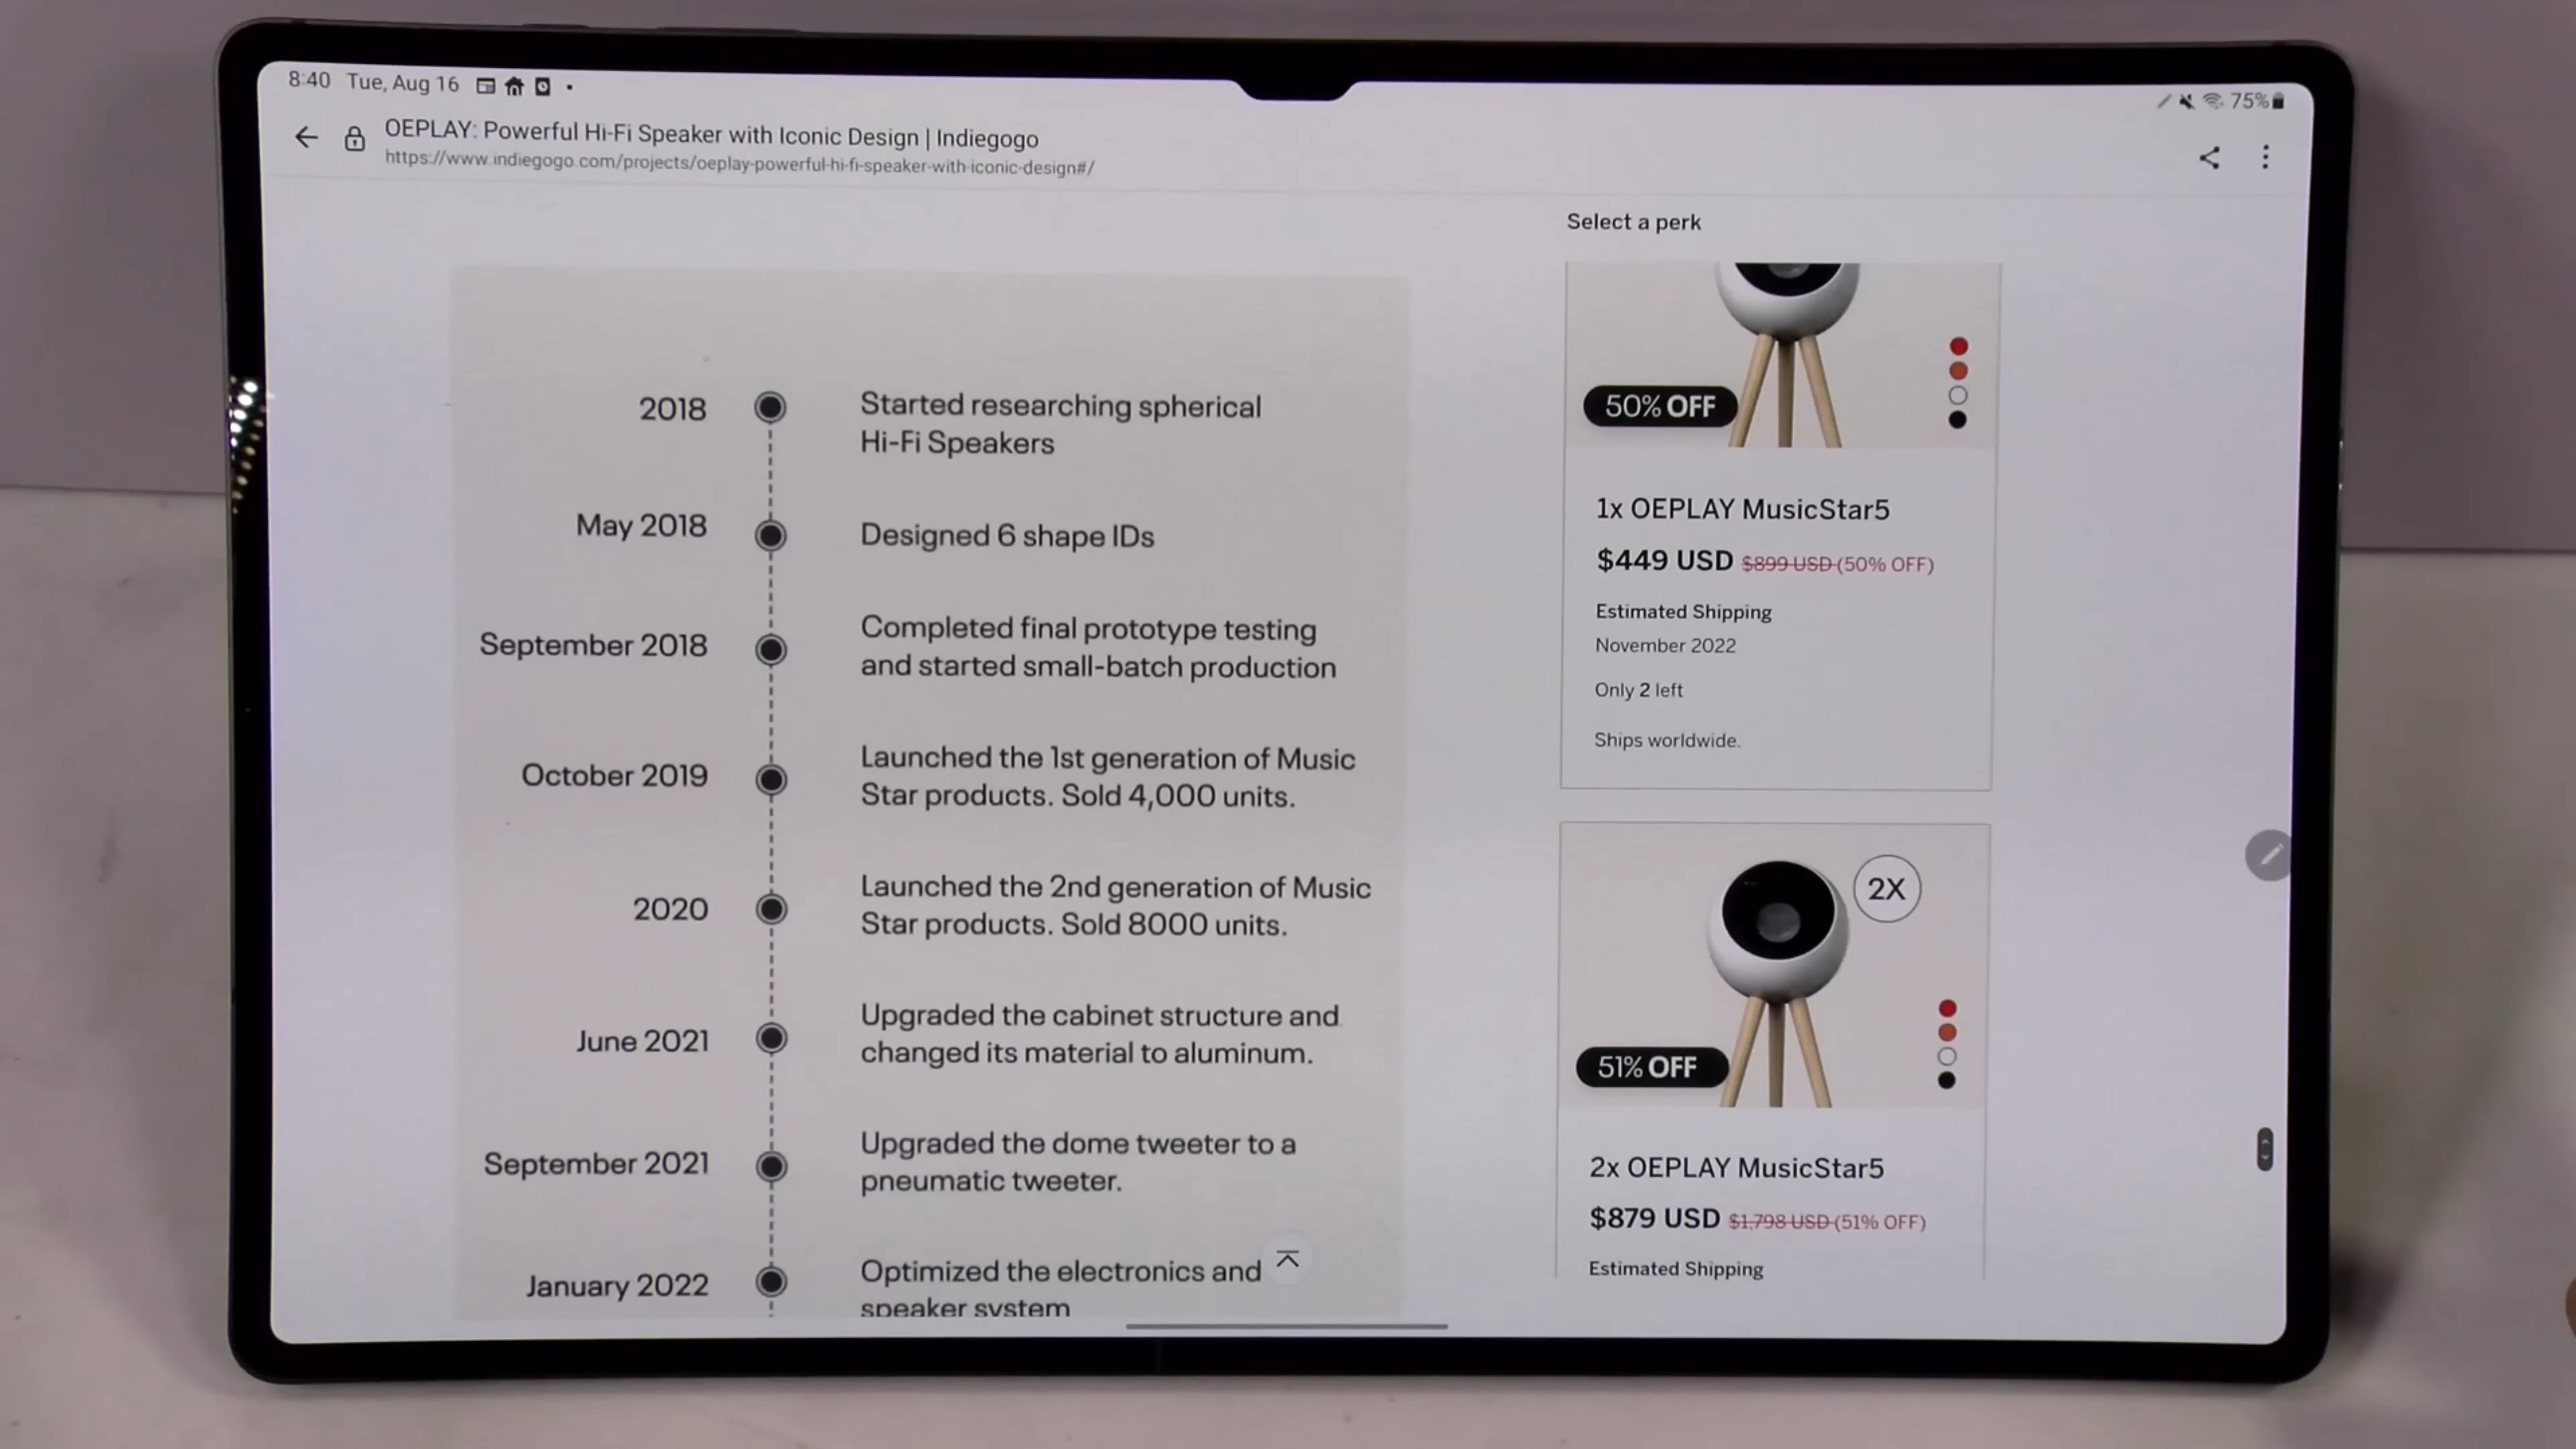 8:40 Tue, Aug 16
75%
OEPLAY: Powerful Hi-Fi Speaker with Iconic Design | Indiegogo
https://www.indiegogo.com/projects/oeplay-powerful-hi-fi-speaker-with-iconic-design#/
2018
Started researching spherical
Hi-Fi Speakers
May 2018
Designed 6 shape IDs
September 2018
Completed final prototype testing
and started small-batch production
October 2019
Launched the 1st generation of Music
Star products. Sold 4,000 units.
2020
Launched the 2nd generation of Music
Star products. Sold 8000 units.
June 2021
Upgraded the cabinet structure and
changed its material to aluminum.
September 2021
Upgraded the dome tweeter to a
pneumatic tweeter.
January 2022
Optimized the electronics and
speaker system
Select a perk
50% OFF
1x OEPLAY MusicStar5
$449 USD $899 USD (50% OFF)
Estimated Shipping
November 2022
Only 2 left
Ships worldwide.
2X
51% OFF
2x OEPLAY MusicStar5
$879 USD $1,798 USD (51% OFF)
Estimated Shipping